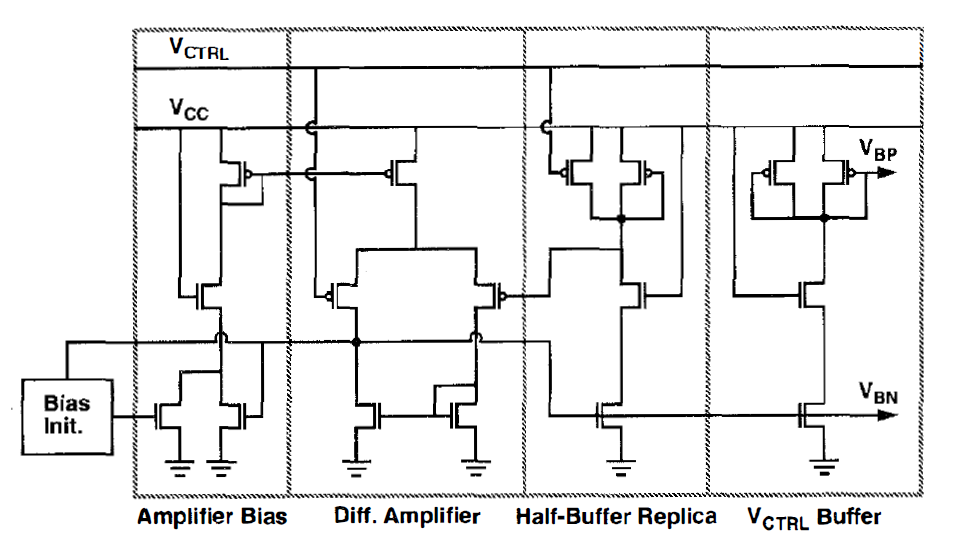 VCTRL
VCC
VBP
Bias
Init.
VBN
Amplifier Bias
Diff. Amplifier
Half-Buffer Replica
VCTRL Buffer